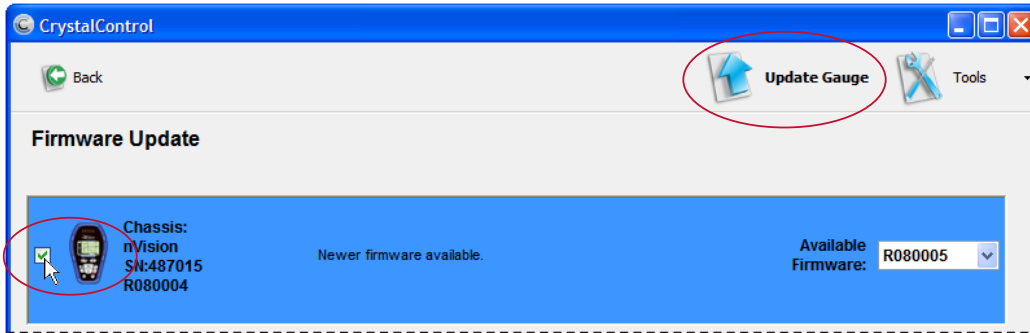 CrystalControl
Back
Update Gauge
Tools
Firmware Update
Chassis:
nVision
SN:487015
R080004
Newer firmware available.
Available
Firmware:
R080005